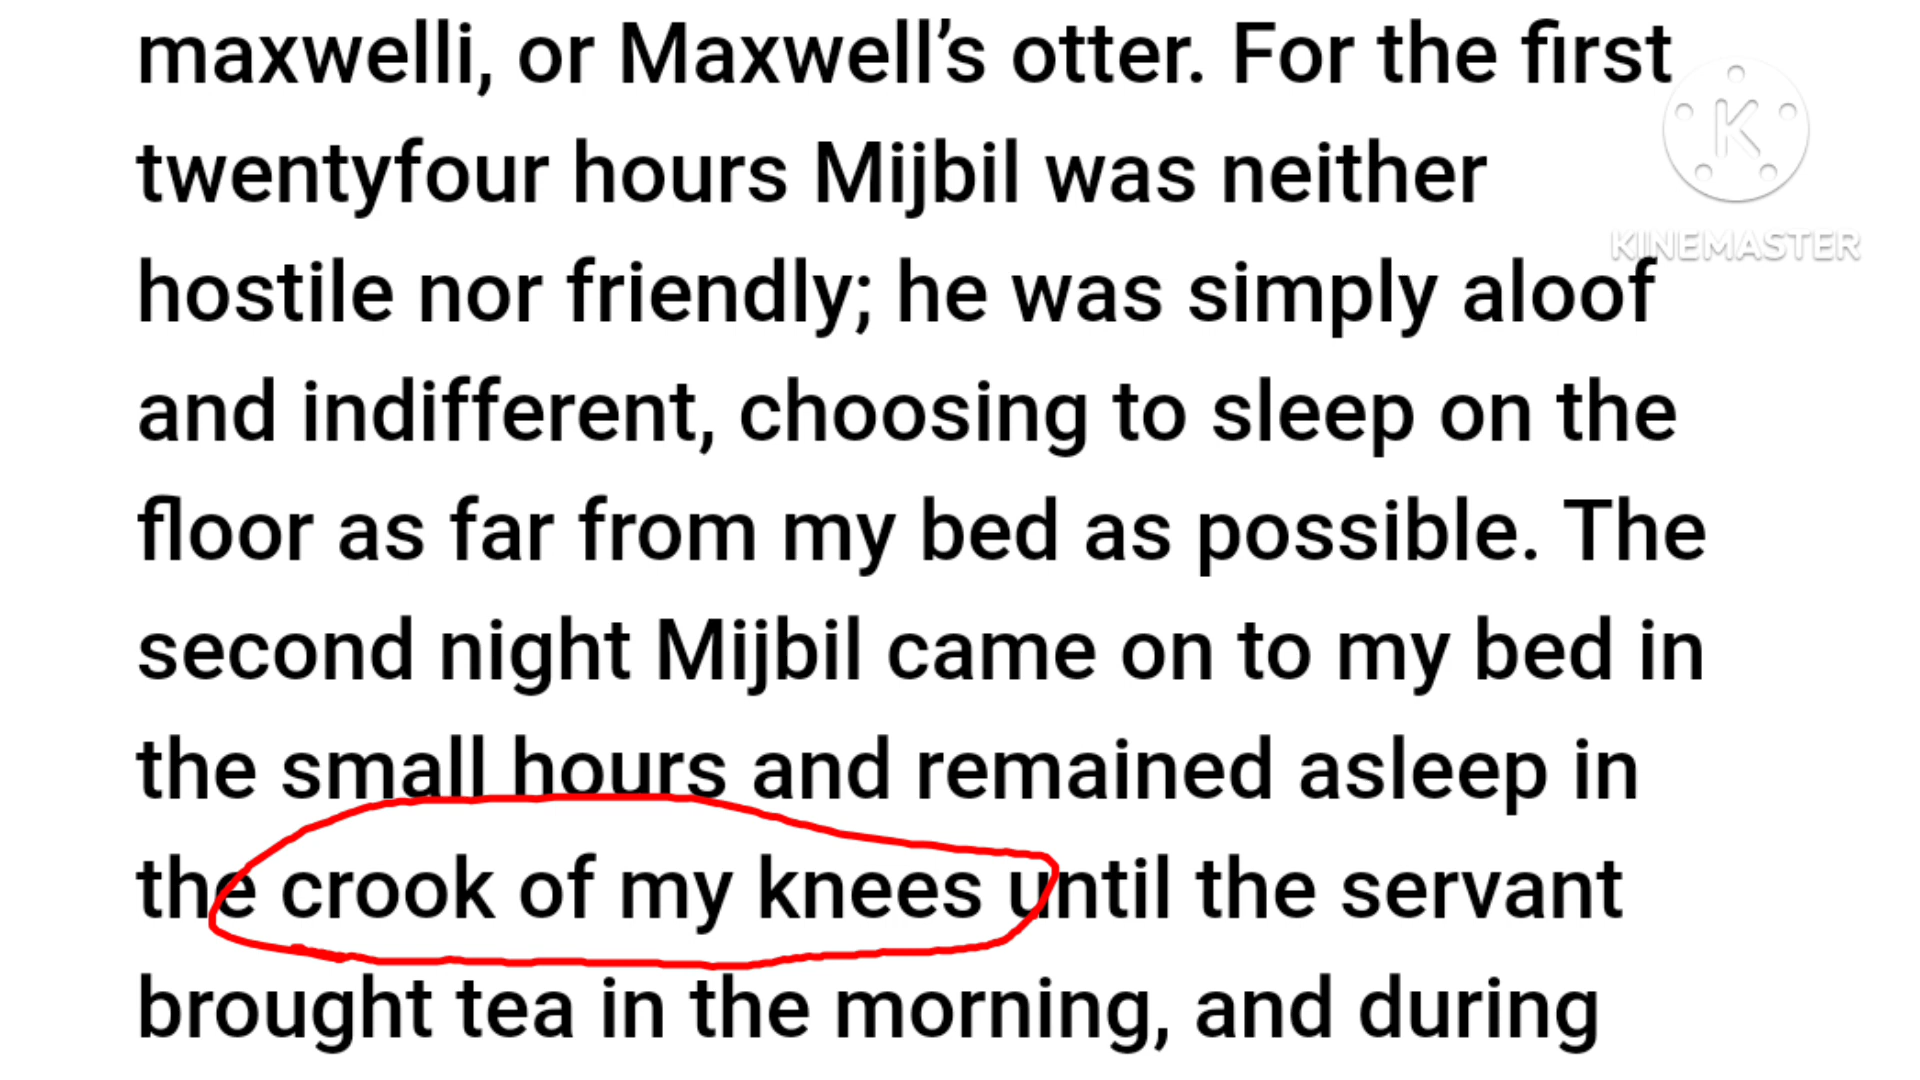 maxwelli, or Maxwell’s otter. For the first
twentyfour hours Mijbil was neither
hostile nor friendly; he was simply aloof
and indifferent, choosing to sleep on the
floor as far from my bed as possible. The
second night Mijbil came on to my bed in
the small hours and remained asleep in
the crook of my knees until the servant
brought tea in the morning, and during
K
KINEMASTER